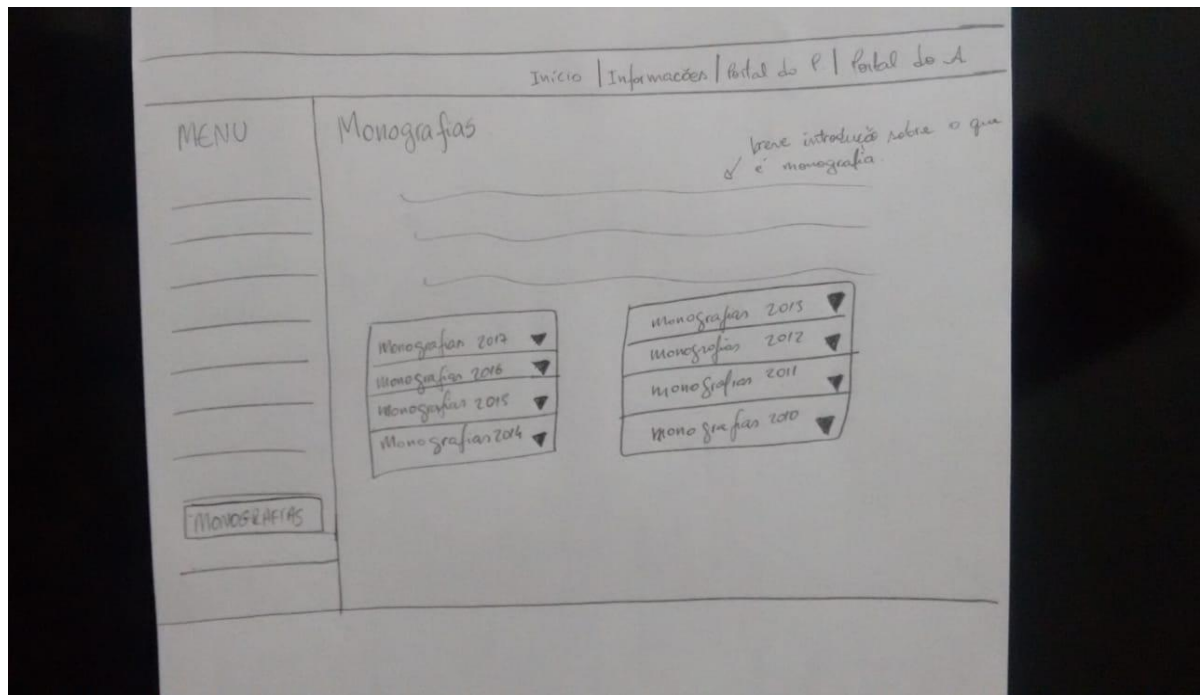 Início | Informações | Portal do P. | Portal do A
MENU
Monografias
breve introdução sobre o que
é monografia.
Monografias 2017
Monografias 2016
Monografias 2015
Monografias 2014
Monografias 2013
Monografias 2012
Monografias 2011
Monografias 2010
MONOGRAFIAS